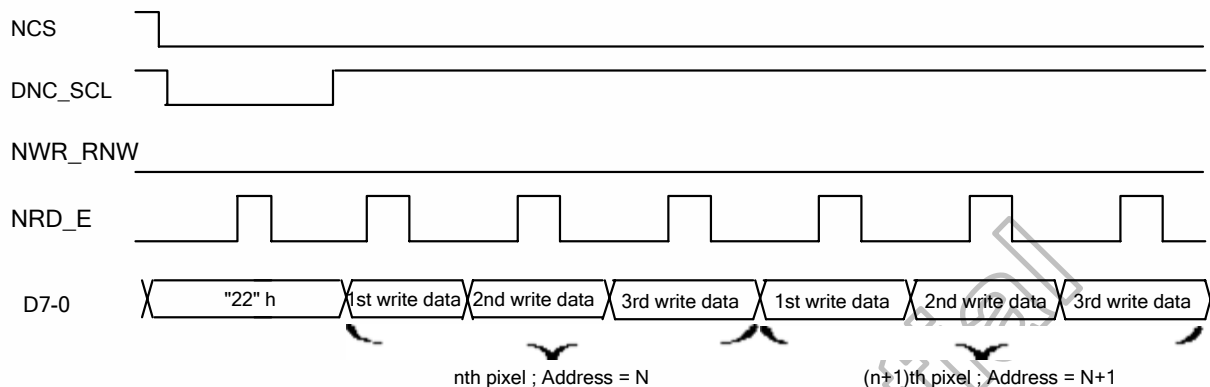 NCS
DNC_SCL
NWR_RNW
NRD_E
D7-0 "22" h 1st write data 2nd write data 3rd write data 1st write data 2nd write data 3rd write data
nth pixel ; Address = N (n+1)th pixel ; Address = N+1